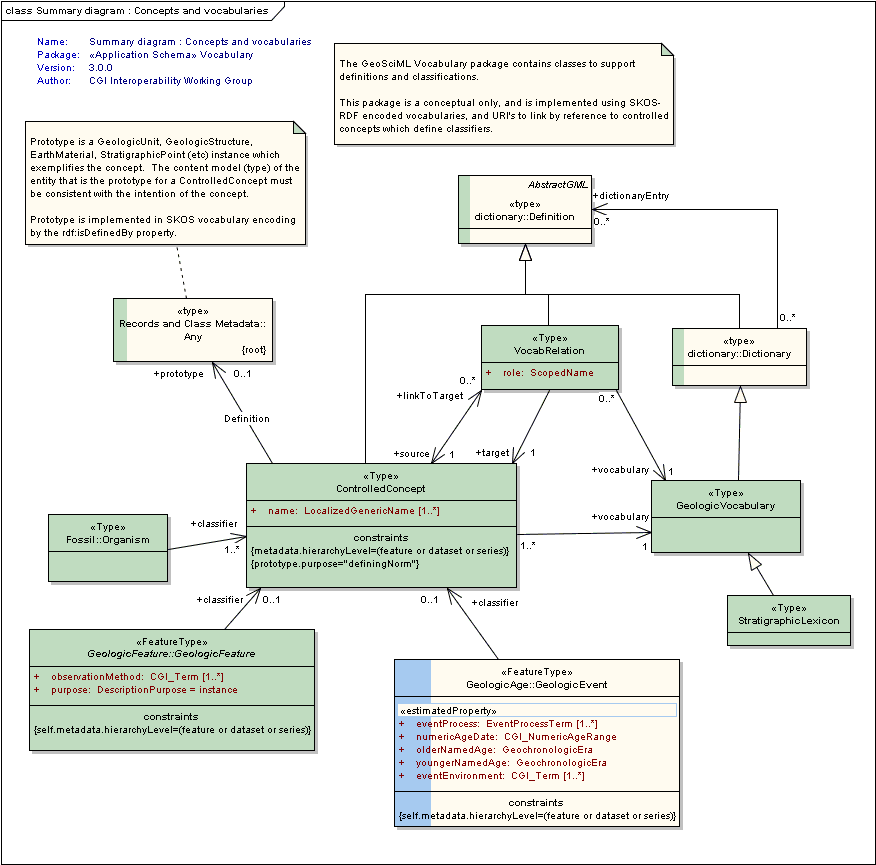 class Summary diagram : Concepts and vocabularies
Name: Summary diagram : Concepts and vocabularies
Package: «Application Schema» Vocabulary
Version: 3.0.0
Author: CGI Interoperability Working Group
The GeoSciML Vocabulary package contains classes to support
definitions and classifications.
This package is a conceptual only, and is implemented using SKOS-
RDF encoded vocabularies, and URI's to link by reference to controlled
concepts which define classifiers.
Prototype is a GeologicUnit, GeologicStructure,
EarthMaterial, StratigraphicPoint (etc) instance which
exemplifies the concept. The content model (type) of the
entity that is the prototype for a ControlledConcept must
be consistent with the intention of the concept.
Prototype is implemented in SKOS vocabulary encoding
by the rdf:isDefinedBy property.
AbstractGML
«type»
dictionary::Definition
+dictionaryEntry
0..*
«type»
Records and Class Metadata::
Any
{root}
+prototype 0..1
Definition
«Type»
VocabRelation
+ role: ScopedName
0..*
+linkToTarget
0..*
0..*
«type»
dictionary::Dictionary
+source 1
+target 1
+vocabulary 1
«Type»
ControlledConcept
+ name: LocalizedGenericName [1..*]
constraints
{metadata.hierarchyLevel=(feature or dataset or series)}
{prototype.purpose="definingNorm"}
«Type»
GeologicVocabulary
+vocabulary
1..*
1
«Type»
Fossil::Organism
+classifier
1..*
«Type»
StratigraphicLexicon
+classifier 0..1
0..1 +classifier
«FeatureType»
GeologicFeature::GeologicFeature
+ observationMethod: CGI_Term [1..*]
+ purpose: DescriptionPurpose = instance
constraints
{self.metadata.hierarchyLevel=(feature or dataset or series)}
«FeatureType»
GeologicAge::GeologicEvent
«estimatedProperty»
+ eventProcess: EventProcessTerm [1..*]
+ numericAgeDate: CGI_NumericAgeRange
+ olderNamedAge: GeochronologicEra
+ youngerNamedAge: GeochronologicEra
+ eventEnvironment: CGI_Term [1..*]
constraints
{self.metadata.hierarchyLevel=(feature or dataset or series)}